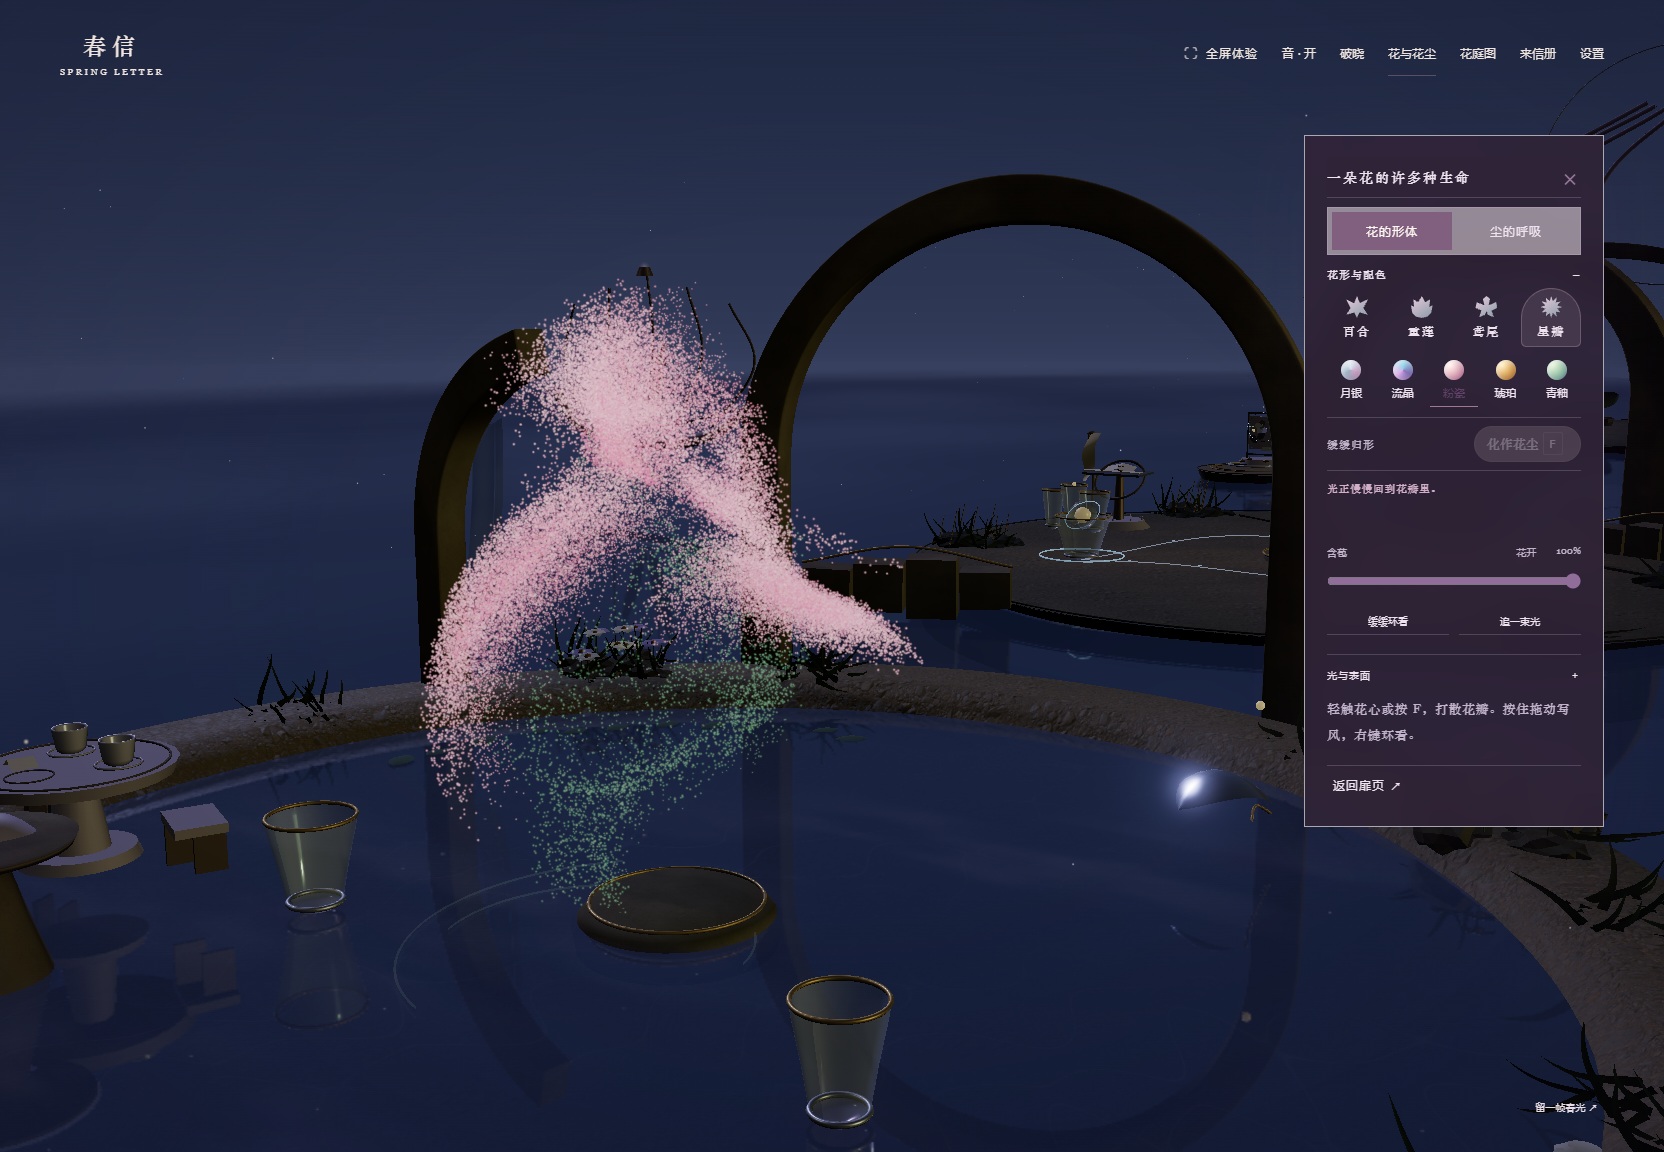 春信
SPRING LETTER
全屏体验 音·开 破晓 花与花尘 花庭图 来信册 设置
一朵花的许多种生命
花的形体 尘的呼吸
花形与配色
百合 重莲 鸢尾 星瓣
月银 流晶 粉瓷 琥珀 青釉
缓缓归形 化作花尘 F
光正慢慢回到花瓣里。
含苞 花开 100%
缓缓环看 追一束光
光与表面
轻触花心或按 F，打散花瓣。按住拖动写
风，右键环看。
返回扉页 ↗
留一帧春光 ↗